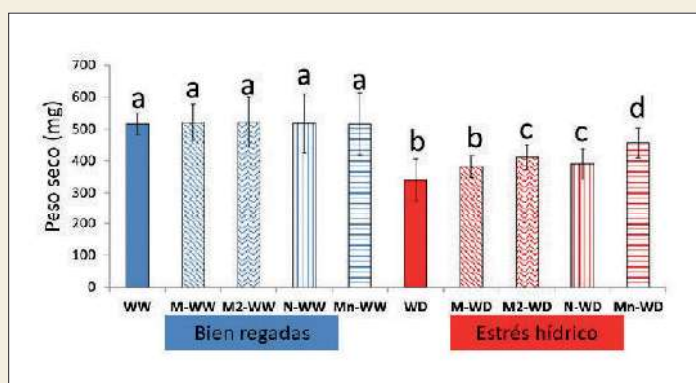 Peso seco (mg)
700
600
500
400
300
200
100
0
a a a a a b b c c d
WW M-WW M2-WW N-WW Mn-WW WD M-WD M2-WD N-WD Mn-WD
Bien regadas Estrés hídrico